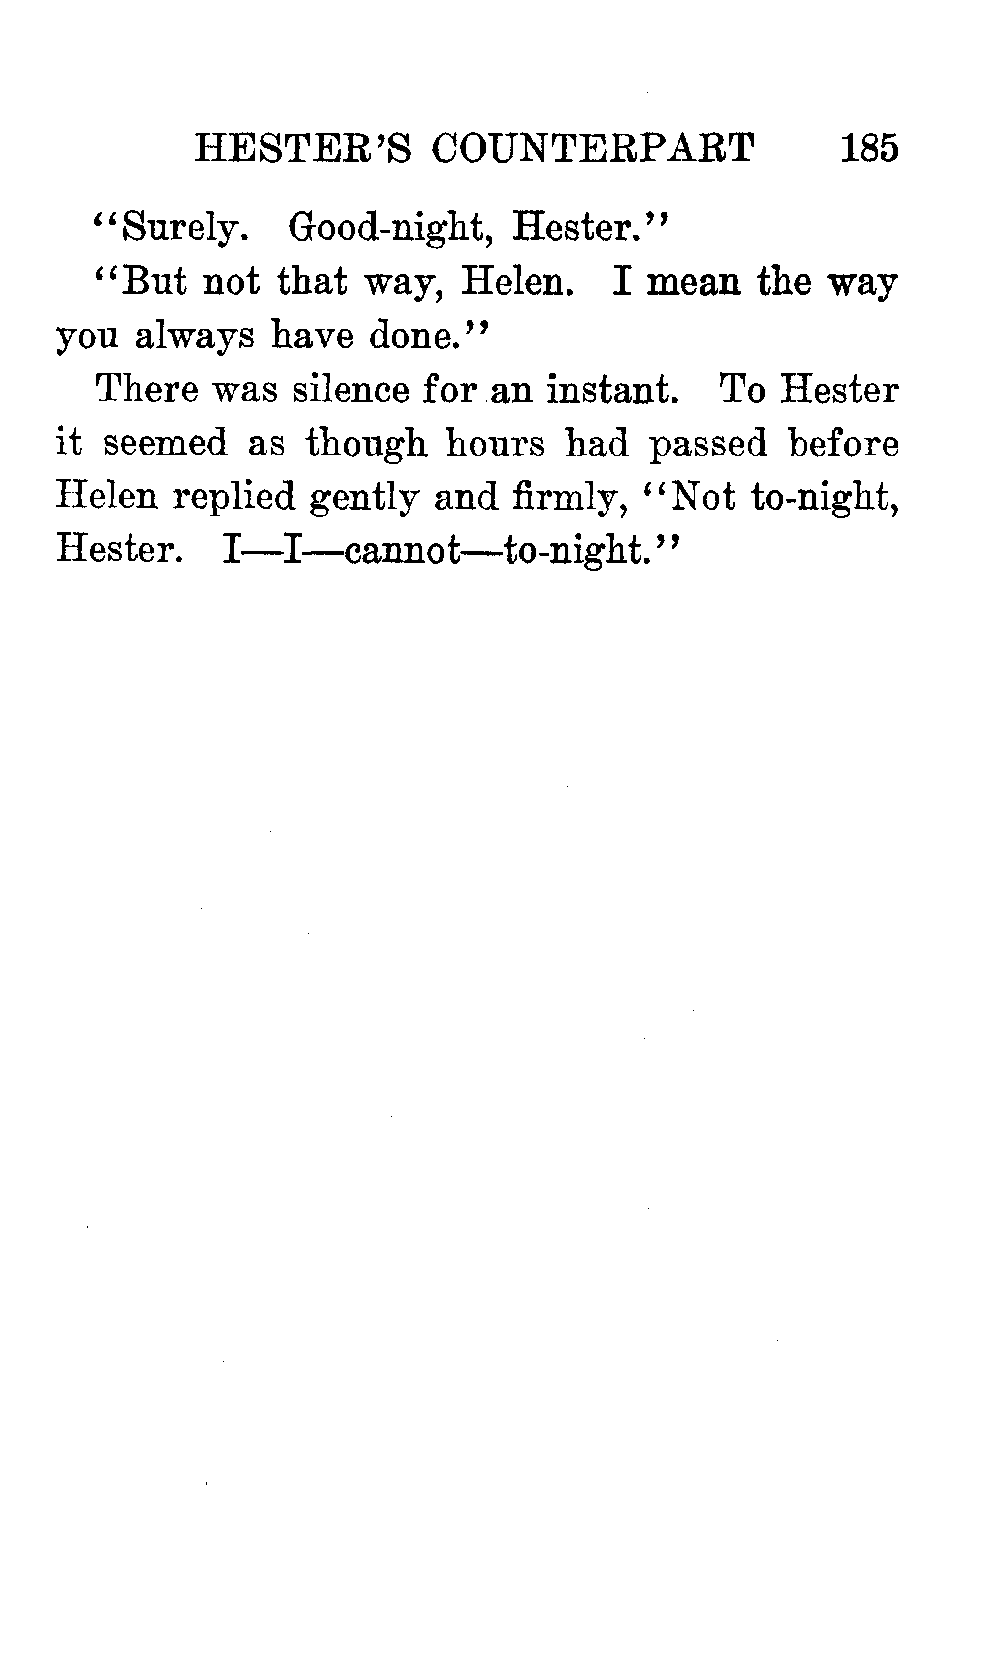 HESTER'S COUNTERPART 185
"Surely. Good-night, Hester."
"But not that way, Helen. I mean the way
you always have done."
There was silence for an instant. To Hester
it seemed as though hours had passed before
Helen replied gently and firmly, "Not to-night,
Hester. I—I—cannot—to-night."